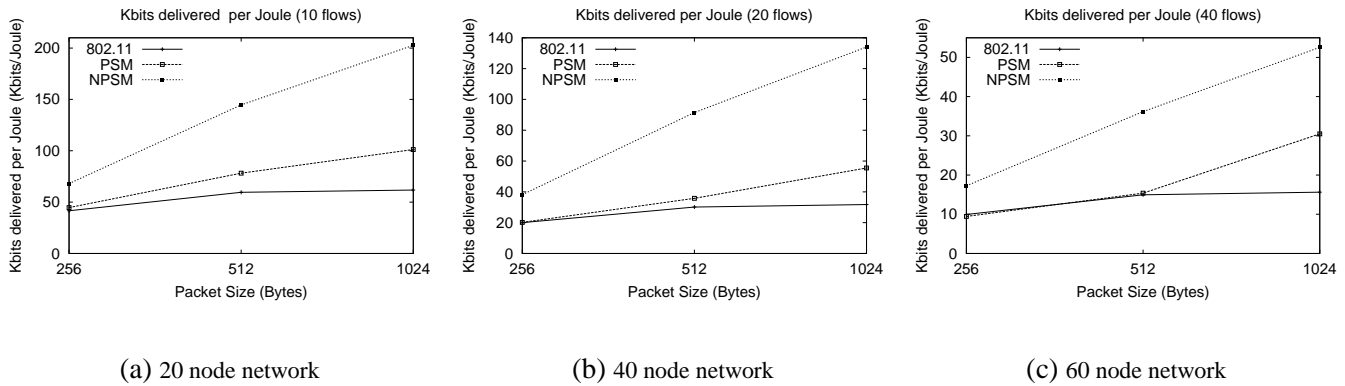 Kbits delivered per Joule (10 flows)
Kbits delivered per Joule (Kbits/Joule)
802.11
PSM
NPSM
200
150
100
50
0
256
512
1024
Packet Size (Bytes)
(a) 20 node network
Kbits delivered per Joule (20 flows)
Kbits delivered per Joule (Kbits/Joule)
802.11
PSM
NPSM
140
120
100
80
60
40
20
0
256
512
1024
Packet Size (Bytes)
(b) 40 node network
Kbits delivered per Joule (40 flows)
Kbits delivered per Joule (Kbits/Joule)
802.11
PSM
NPSM
50
40
30
20
10
0
256
512
1024
Packet Size (Bytes)
(c) 60 node network